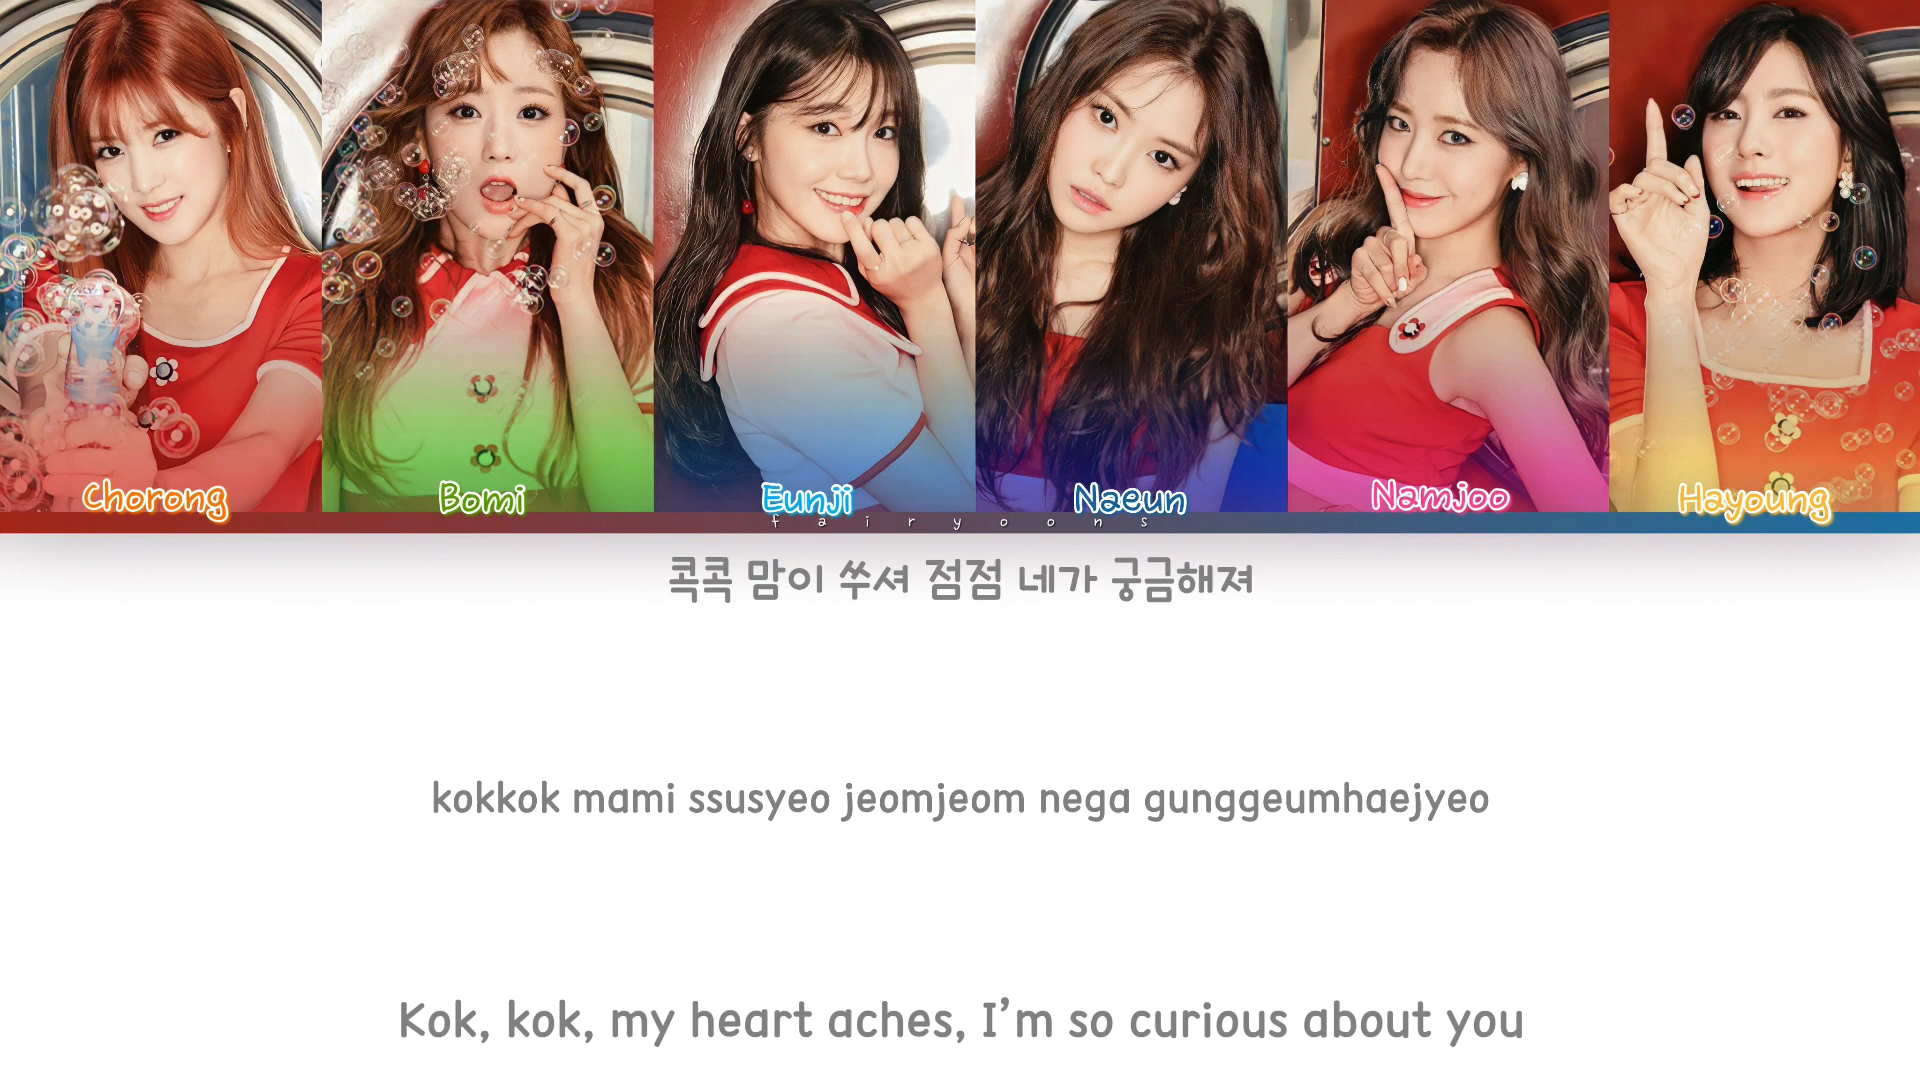 Chorong Bomi Eunji Naeun Namjoo Hayoung
fairyoons
콕콕 맘이 쑤셔 점점 네가 궁금해져
kokkok mami ssusyeo jeomjeom nega gunggeumhaejyeo
Kok, kok, my heart aches, I’m so curious about you